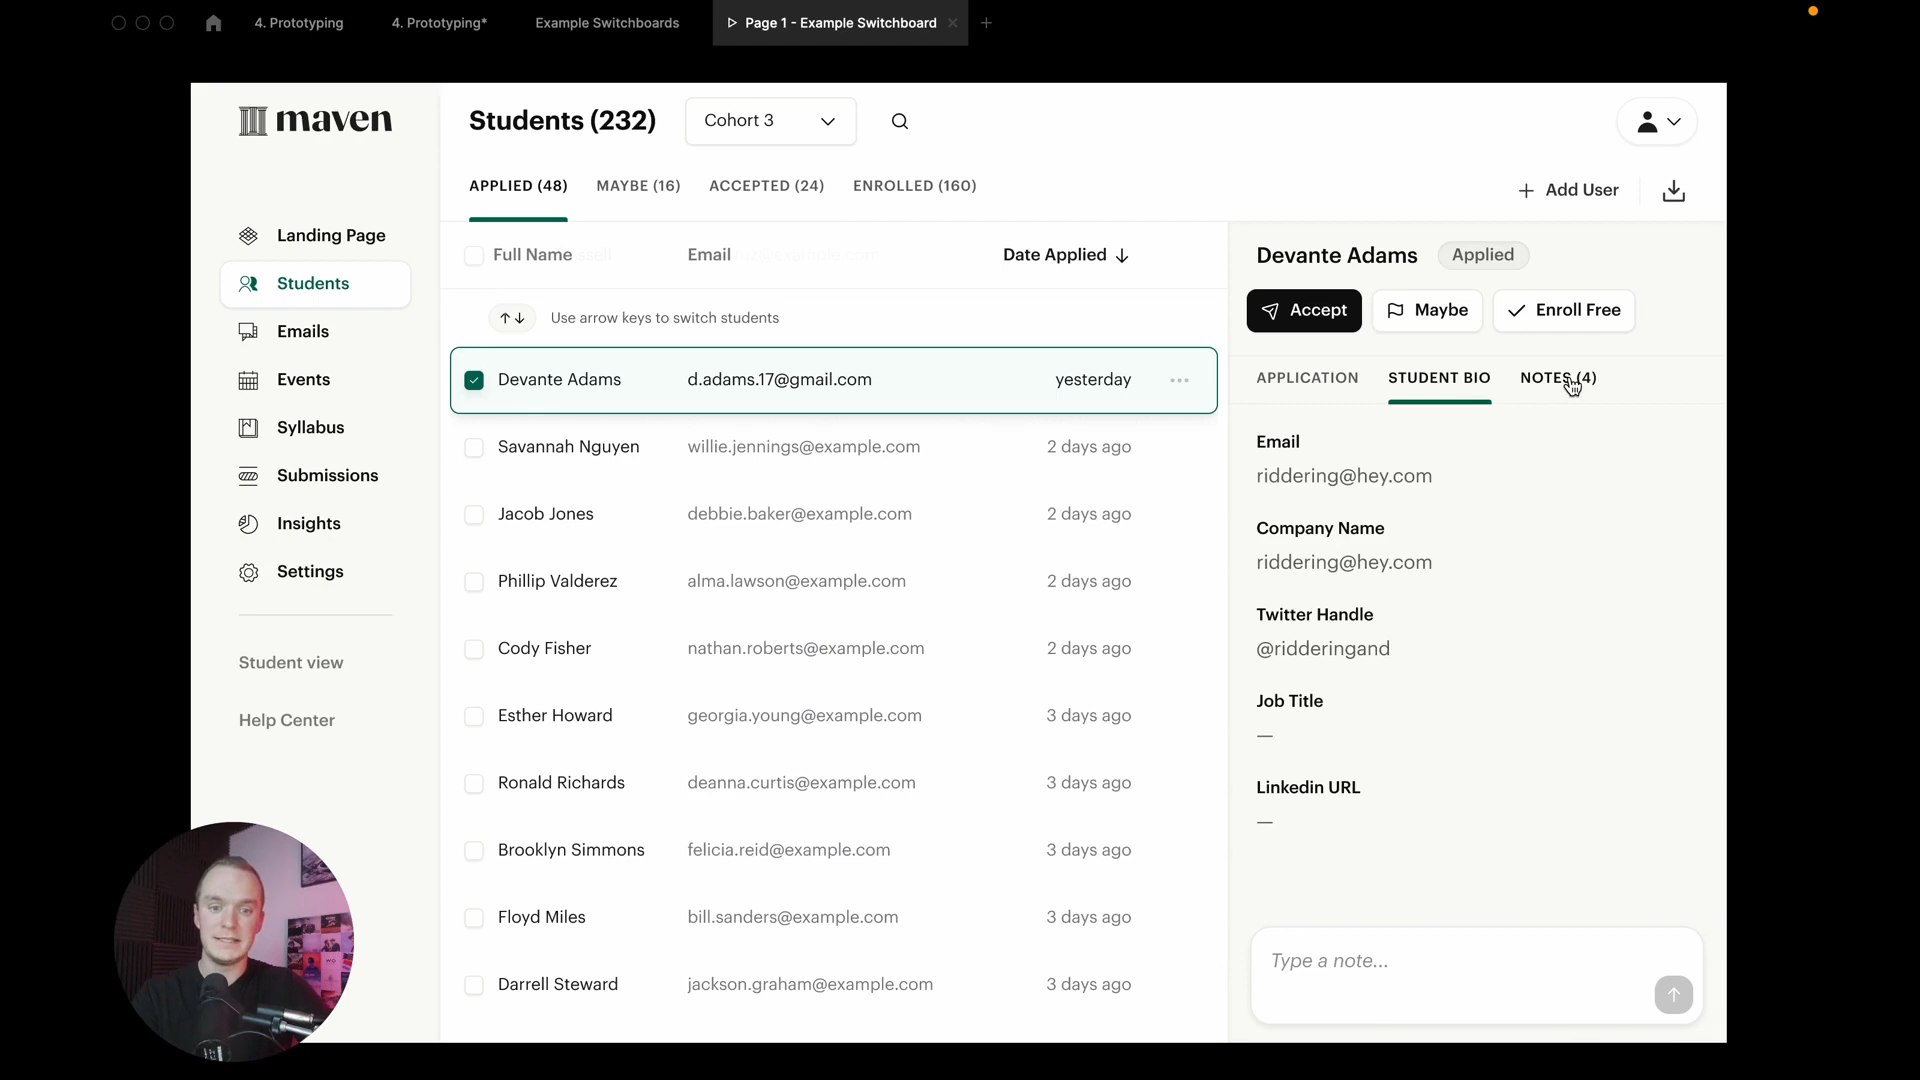 4. Prototyping
4. Prototyping*
Example Switchboards
Page 1 - Example Switchboard
maven
Students (232)
Cohort 3
APPLIED (48)
MAYBE (16)
ACCEPTED (24)
ENROLLED (160)
Add User
Landing Page
Students
Emails
Events
Syllabus
Submissions
Insights
Settings
Student view
Help Center
Full Name
Email
Date Applied
Use arrow keys to switch students
Devante Adams d.adams.17@gmail.com yesterday
Savannah Nguyen willie.jennings@example.com 2 days ago
Jacob Jones debbie.baker@example.com 2 days ago
Phillip Valderez alma.lawson@example.com 2 days ago
Cody Fisher nathan.roberts@example.com 2 days ago
Esther Howard georgia.young@example.com 3 days ago
Ronald Richards deanna.curtis@example.com 3 days ago
Brooklyn Simmons felicia.reid@example.com 3 days ago
Floyd Miles bill.sanders@example.com 3 days ago
Darrell Steward jackson.graham@example.com 3 days ago
Devante Adams
Applied
Accept
Maybe
Enroll Free
APPLICATION
STUDENT BIO
NOTES (4)
Email
riddering@hey.com
Company Name
riddering@hey.com
Twitter Handle
@ridderingand
Job Title
—
Linkedin URL
—
Type a note...